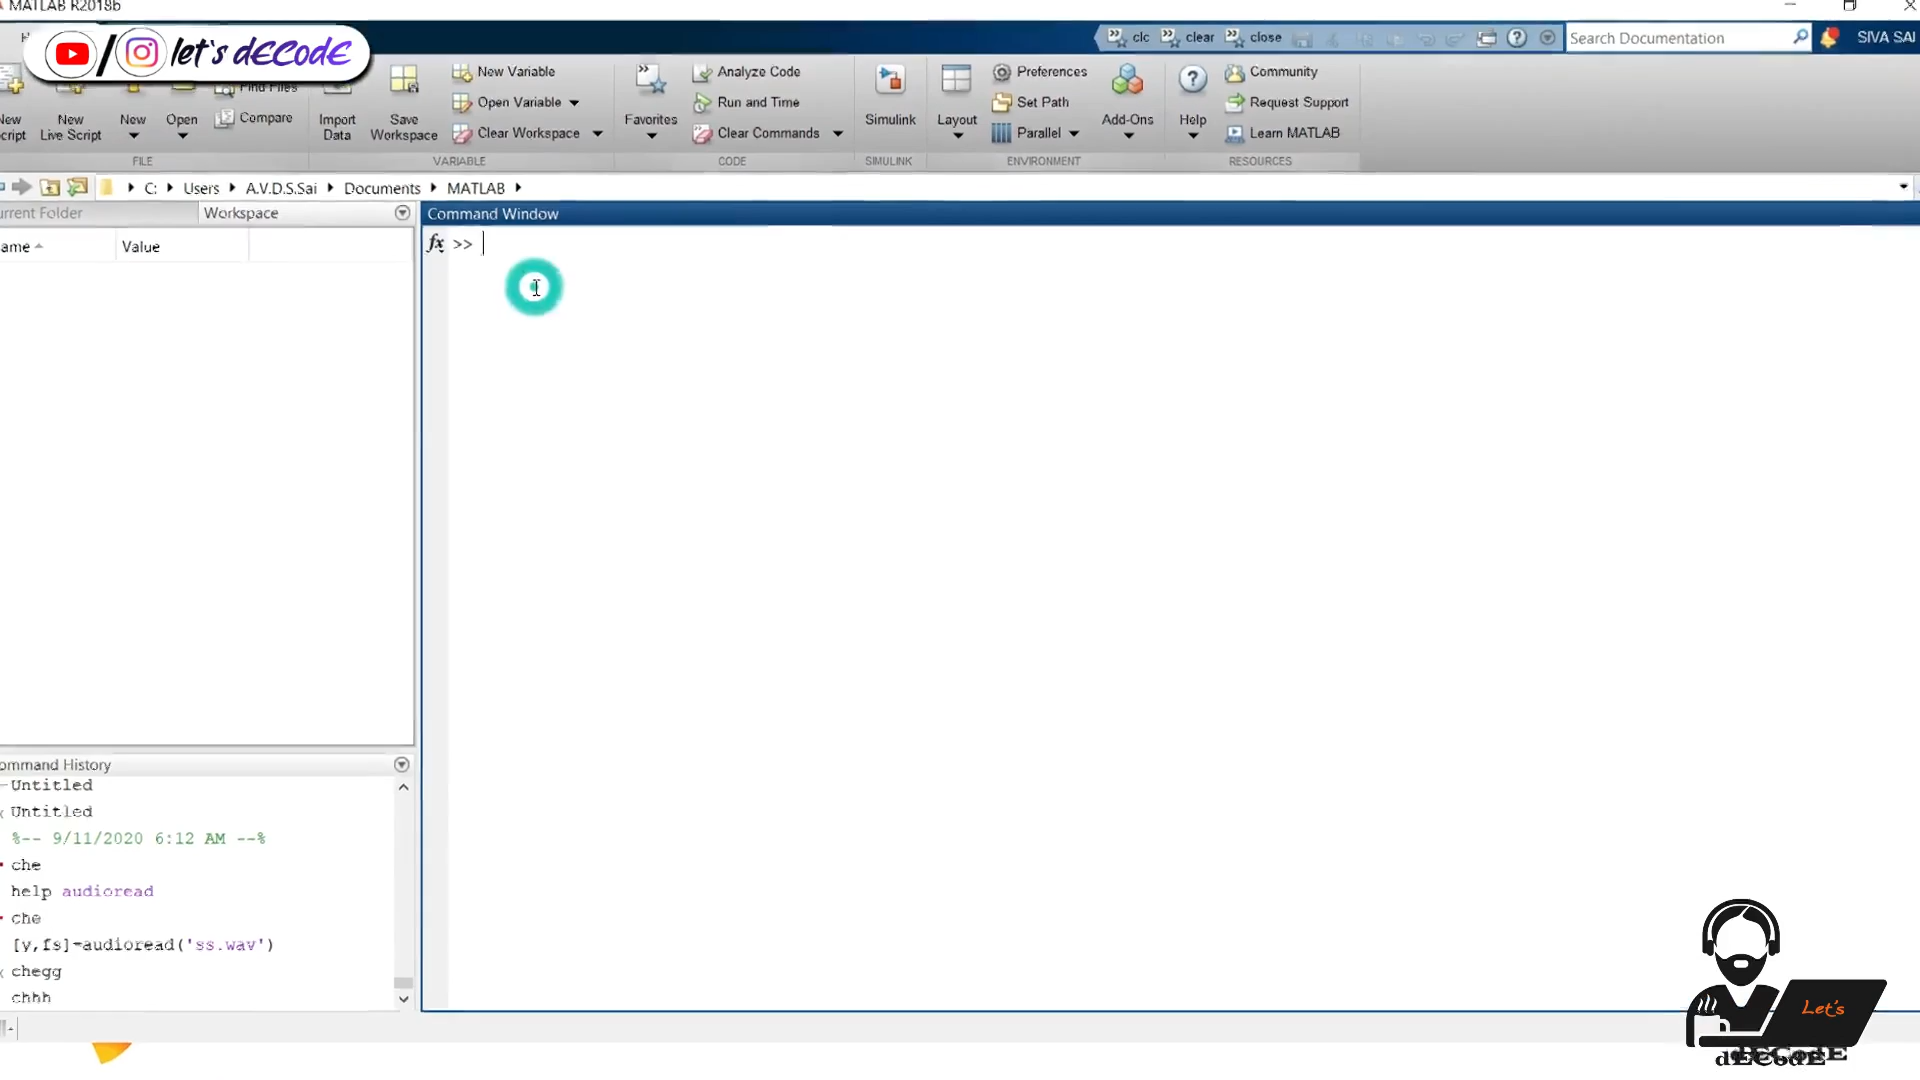 MATLAB R2018b
let's dECodE
clc
clear
close
Search Documentation
SIVA SAI
Find Files
New Variable
Analyze Code
Preferences
Community
Open Variable
Run and Time
Set Path
Request Support
Compare
New
Live Script
New
Open
Import
Data
Save
Workspace
Clear Workspace
Favorites
Clear Commands
Simulink
Layout
Parallel
Add-Ons
Help
Learn MATLAB
FILE
VARIABLE
CODE
SIMULINK
ENVIRONMENT
RESOURCES
C: Users A.V.D.S.Sai Documents MATLAB
urrent Folder
Workspace
Command Window
ame
Value
fx >>
ommand History
Untitled
Untitled
%-- 9/11/2020 6:12 AM --%
che
help audioread
che
[y,fs]=audioread('ss.wav')
chegg
chhh
Let's
dECodE